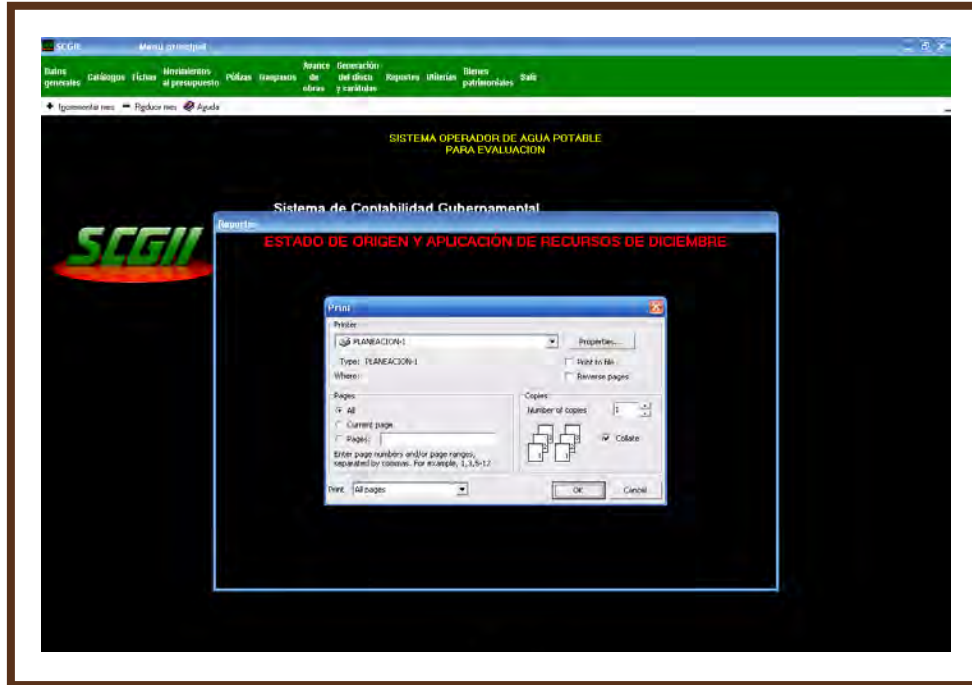 SCGII Menú principal
Datos generales Catálogos Fichas Movimientos al presupuesto Pólizas Traspasos Avance de obras Generación del disco y carátulas Reportes Utilerías Bienes patrimoniales Salir
Incrementar mes Reducir mes Ayuda
SISTEMA OPERADOR DE AGUA POTABLE
PARA EVALUACION
Sistema de Contabilidad Gubernamental
SCGII
Reportes
ESTADO DE ORIGEN Y APLICACIÓN DE RECURSOS DE DICIEMBRE
Print
Printer
PLANEACION-1 Properties...
Type: PLANEACION-1 Print to file
Where: Reverse pages
Pages Copies
All Number of copies 1
Current page
Pages: Collate
Enter page numbers and/or page ranges,
separated by commas. For example, 1,3,5-12
Print All pages OK Cancel